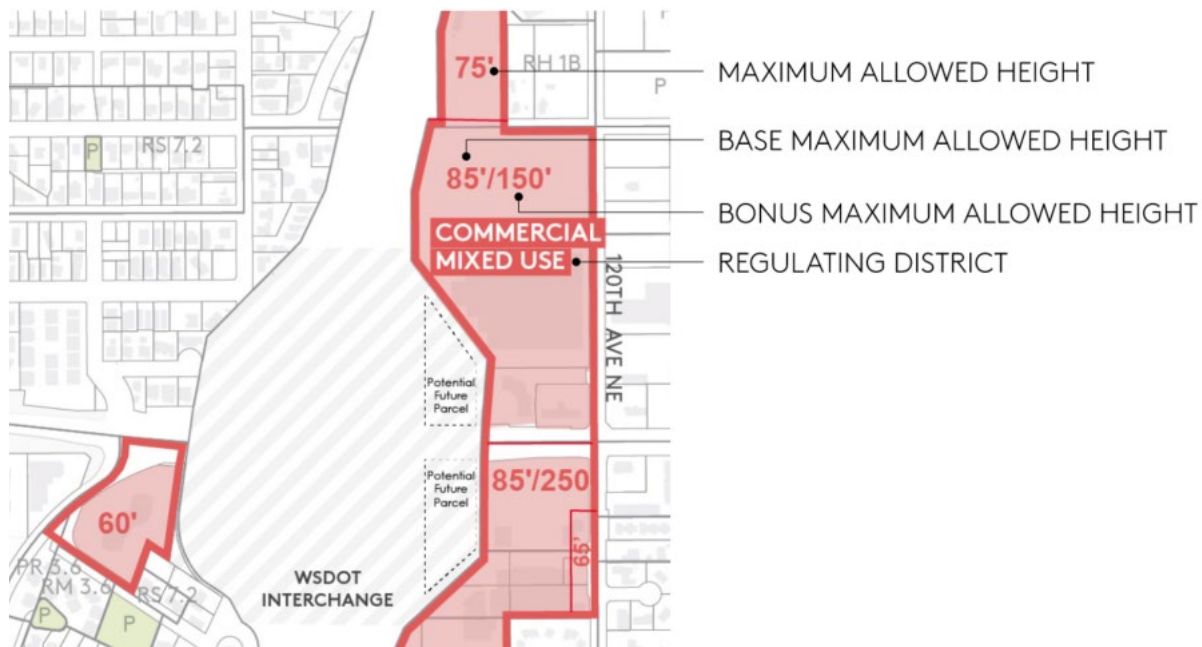 75'
RH 1B
P
MAXIMUM ALLOWED HEIGHT
P
RS 7.2
BASE MAXIMUM ALLOWED HEIGHT
85'/150'
BONUS MAXIMUM ALLOWED HEIGHT
COMMERCIAL
MIXED USE
REGULATING DISTRICT
120TH AVE NE
Potential
Future
Parcel
Potential
Future
Parcel
85'/250
60'
65'
WSDOT
INTERCHANGE
PR 3.6
RM 3.6
RS 7.2
P
P